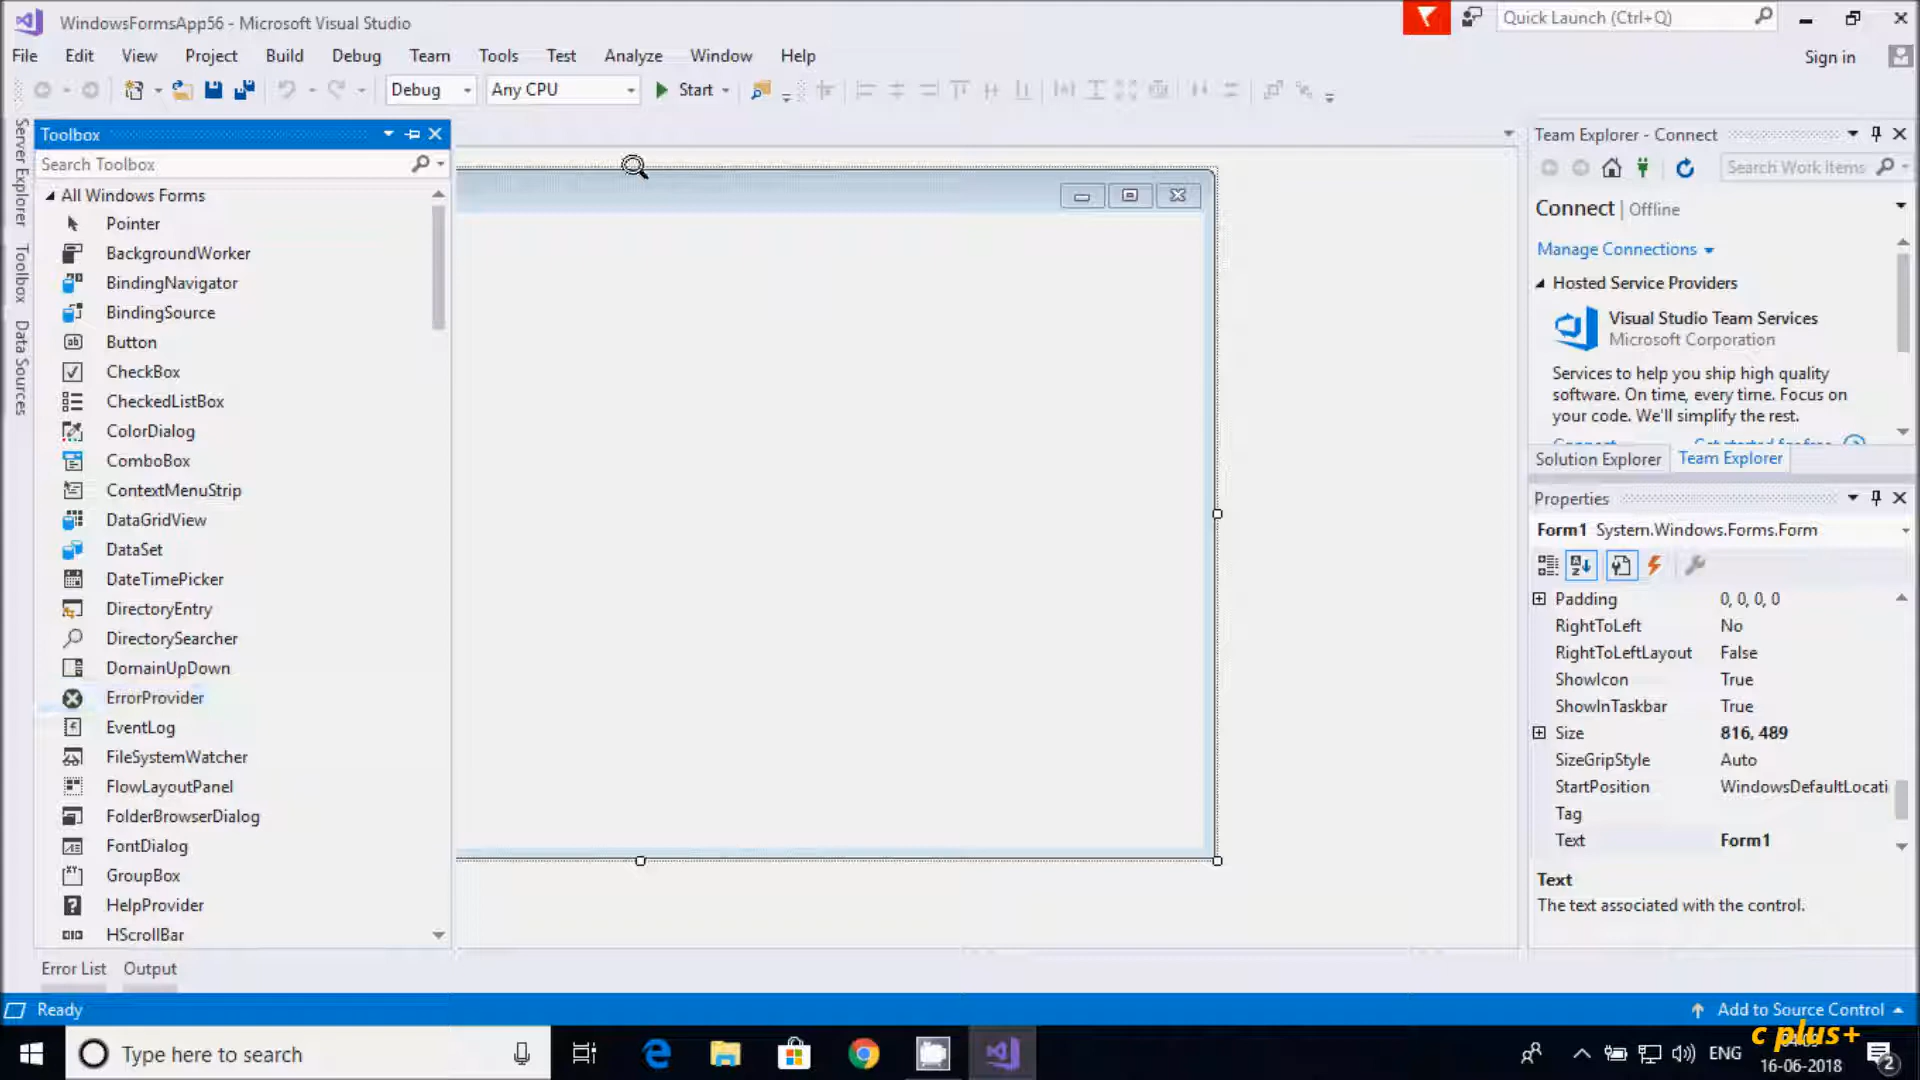 WindowsFormsApp56 - Microsoft Visual Studio
Quick Launch (Ctrl+Q)
File Edit View Project Build Debug Team Tools Test Analyze Window Help
Sign in
Debug Any CPU Start
Server Explorer
Toolbox
Data Sources
Toolbox
Search Toolbox
All Windows Forms
Pointer
BackgroundWorker
BindingNavigator
BindingSource
Button
CheckBox
CheckedListBox
ColorDialog
ComboBox
ContextMenuStrip
DataGridView
DataSet
DateTimePicker
DirectoryEntry
DirectorySearcher
DomainUpDown
ErrorProvider
EventLog
FileSystemWatcher
FlowLayoutPanel
FolderBrowserDialog
FontDialog
GroupBox
HelpProvider
HScrollBar
Team Explorer - Connect
Search Work Items
Connect | Offline
Manage Connections
Hosted Service Providers
Visual Studio Team Services
Microsoft Corporation
Services to help you ship high quality
software. On time, every time. Focus on
your code. We'll simplify the rest.
Solution Explorer Team Explorer
Properties
Form1 System.Windows.Forms.Form
Padding 0, 0, 0, 0
RightToLeft No
RightToLeftLayout False
ShowIcon True
ShowInTaskbar True
Size 816, 489
SizeGripStyle Auto
StartPosition WindowsDefaultLocati
Tag
Text Form1
Text
The text associated with the control.
Error List Output
Ready
Add to Source Control
c plus+
Type here to search
ENG
16-06-2018
2